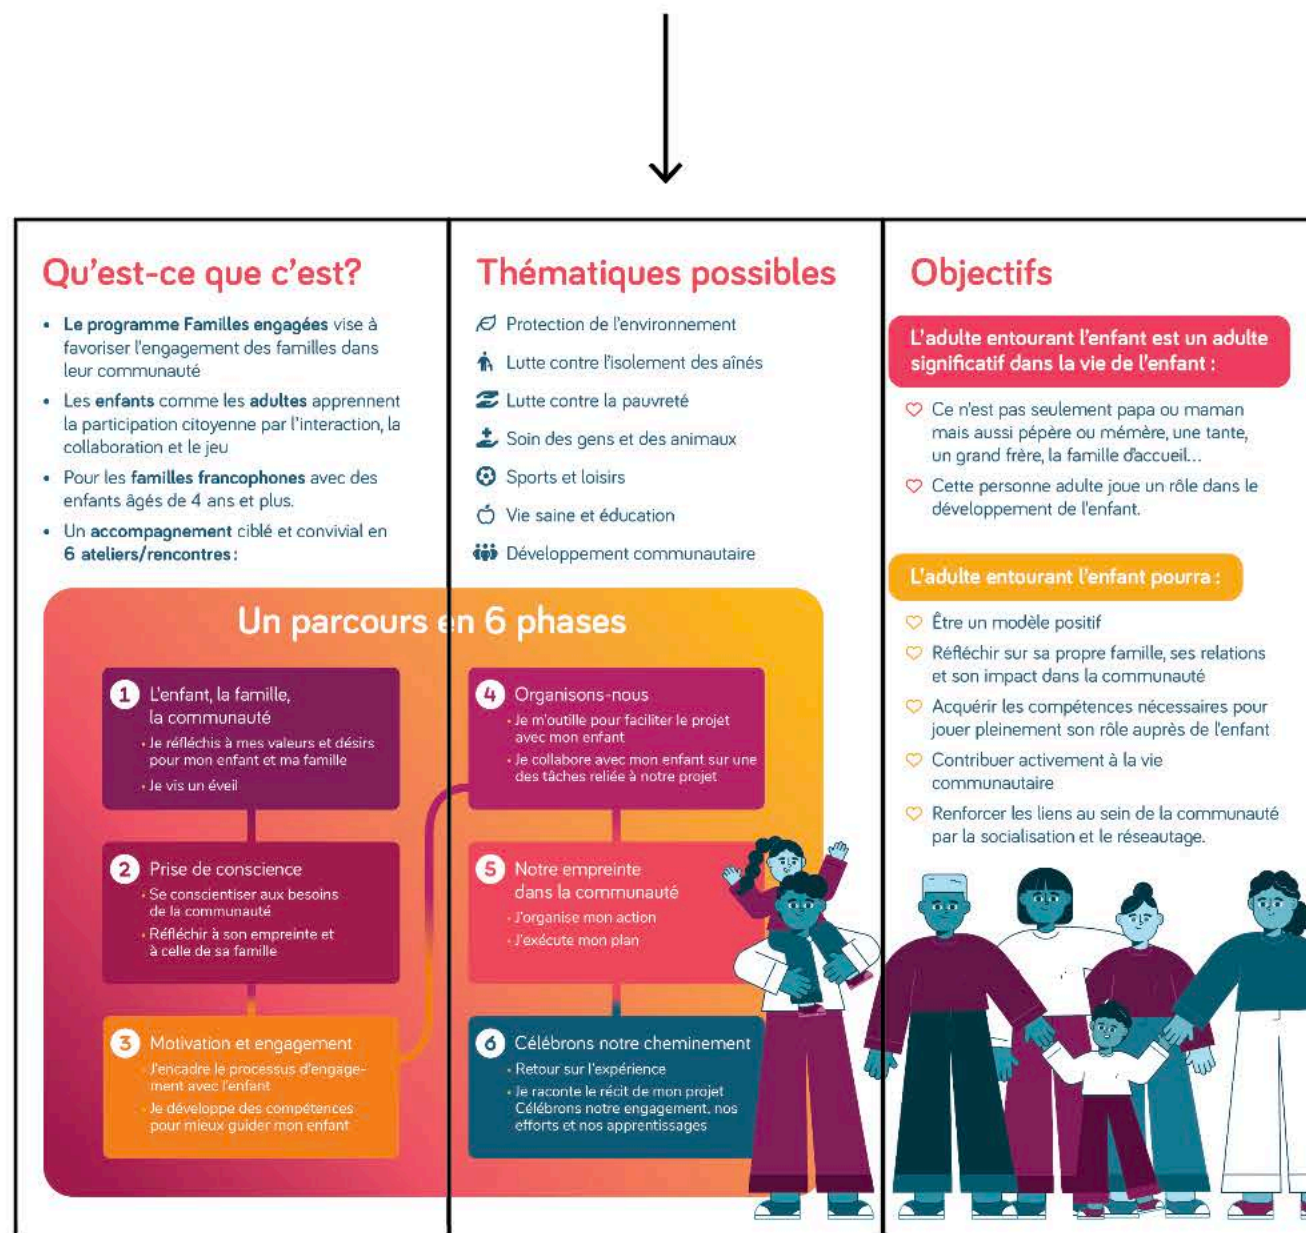 Qu'est-ce que c'est?
• Le programme Familles engagées vise à
favoriser l'engagement des familles dans
leur communauté
• Les enfants comme les adultes apprennent
la participation citoyenne par l'interaction, la
collaboration et le jeu
• Pour les familles francophones avec des
enfants âgés de 4 ans et plus.
• Un accompagnement ciblé et convivial en
6 ateliers/rencontres :
Thématiques possibles
Protection de l'environnement
Lutte contre l'isolement des aînés
Lutte contre la pauvreté
Soin des gens et des animaux
Sports et loisirs
Vie saine et éducation
Développement communautaire
Un parcours en 6 phases
1 L'enfant, la famille,
la communauté
• Je réfléchis à mes valeurs et désirs
pour mon enfant et ma famille
• Je vis un éveil
2 Prise de conscience
• Se conscientiser aux besoins
de la communauté
• Réfléchir à son empreinte et
à celle de sa famille
3 Motivation et engagement
• J'encadre le processus d'engage-
ment avec l'enfant
• Je développe des compétences
pour mieux guider mon enfant
4 Organisons-nous
• Je m'outille pour faciliter le projet
avec mon enfant
• Je collabore avec mon enfant sur une
des tâches reliée à notre projet
5 Notre empreinte
dans la communauté
• J'organise mon action
• J'exécute mon plan
6 Célébrons notre cheminement
• Retour sur l'expérience
• Je raconte le récit de mon projet
Célébrons notre engagement, nos
efforts et nos apprentissages
Objectifs
L'adulte entourant l'enfant est un adulte
significatif dans la vie de l'enfant :
Ce n'est pas seulement papa ou maman
mais aussi pépère ou mémère, une tante,
un grand frère, la famille d'accueil...
Cette personne adulte joue un rôle dans le
développement de l'enfant.
L'adulte entourant l'enfant pourra :
Être un modèle positif
Réfléchir sur sa propre famille, ses relations
et son impact dans la communauté
Acquérir les compétences nécessaires pour
jouer pleinement son rôle auprès de l'enfant
Contribuer activement à la vie
communautaire
Renforcer les liens au sein de la communauté
par la socialisation et le réseautage.